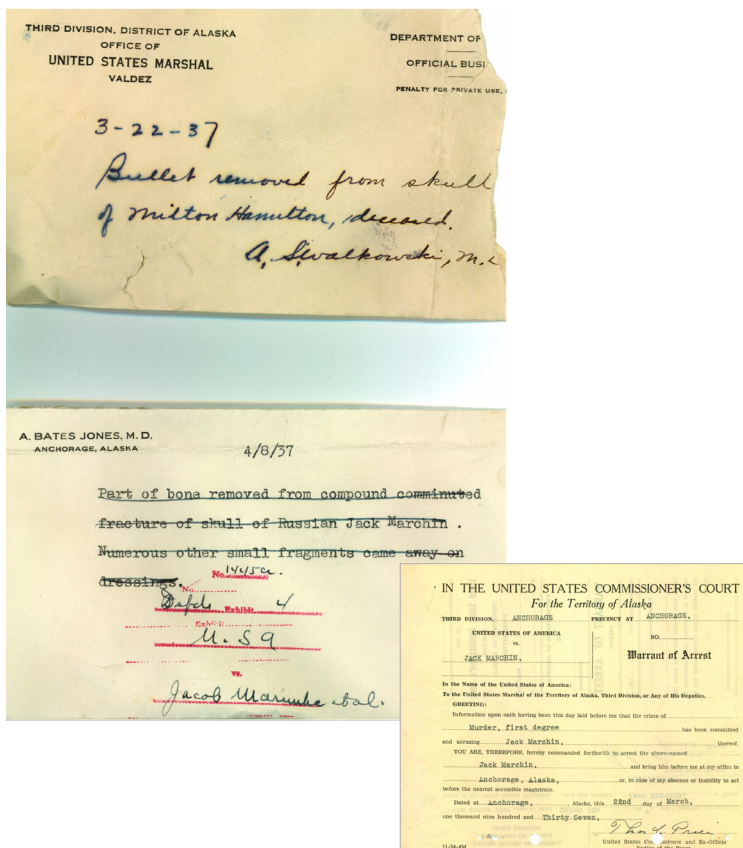 THIRD DIVISION, DISTRICT OF ALASKA
OFFICE OF
UNITED STATES MARSHAL
VALDEZ
DEPARTMENT OF
OFFICIAL BUSI
PENALTY FOR PRIVATE USE,
3-22-37
Bullet removed from skull
of Milton Hamilton, deceased.
A. Swalkowski, M.
A. BATES JONES, M. D.
ANCHORAGE, ALASKA
4/8/37
Part of bone removed from compound comminuted
fracture of skull of Russian Jack Marchin .
Numerous other small fragments came away on
dressings.
No. 1445 Cr.
No.
Defds Exhibit 4
Exhibit
U. S A
vs.
Jacob Marunka et al.
IN THE UNITED STATES COMMISSIONER'S COURT
For the Territory of Alaska
THIRD DIVISION, ANCHORAGE PRECINCT AT ANCHORAGE,
UNITED STATES OF AMERICA
vs.
JACK MARCHIN,
NO.
Warrant of Arrest
In the Name of the United States of America:
To the United States Marshal of the Territory of Alaska, Third Division, or Any of His Deputies,
GREETING:
Information upon oath having been this day laid before me that the crime of
Murder, first degree has been committed
and accusing Jack Marchin, thereof.
YOU ARE, THEREFORE, hereby commanded forthwith to arrest the above-named
Jack Marchin, and bring him before me at my office in
Anchorage, Alaska, or, in case of my absence or inability to act
before the nearest accessible magistrate.
Dated at Anchorage, Alaska, this 22nd day of March,
one thousand nine hundred and Thirty Seven,
Thos C. Price
United States Commissioner and Ex-Officio
Justice of the Peace